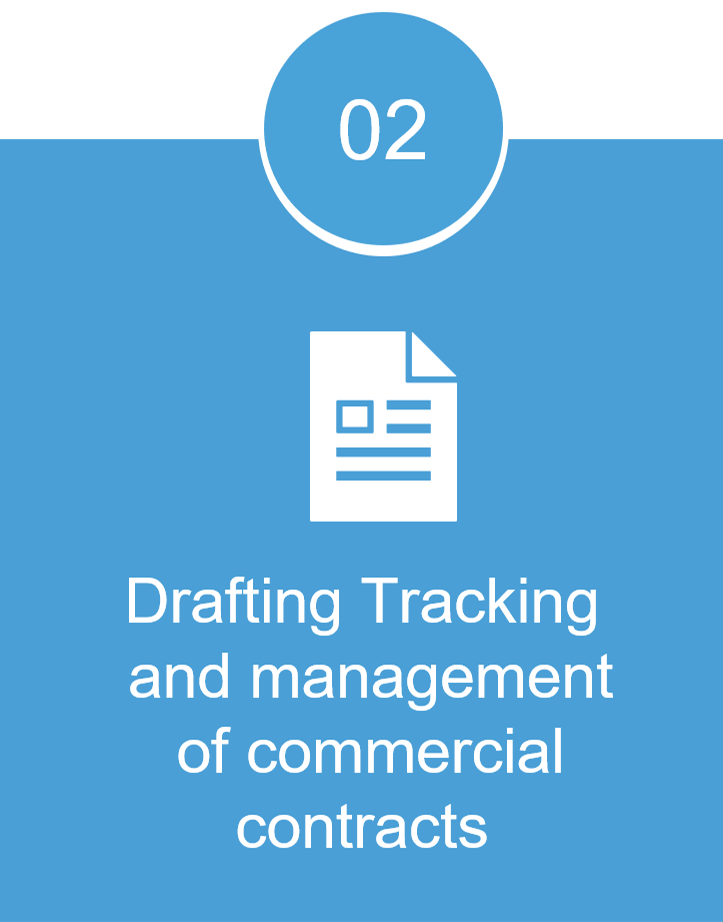 02
Drafting Tracking
and management
of commercial
contracts